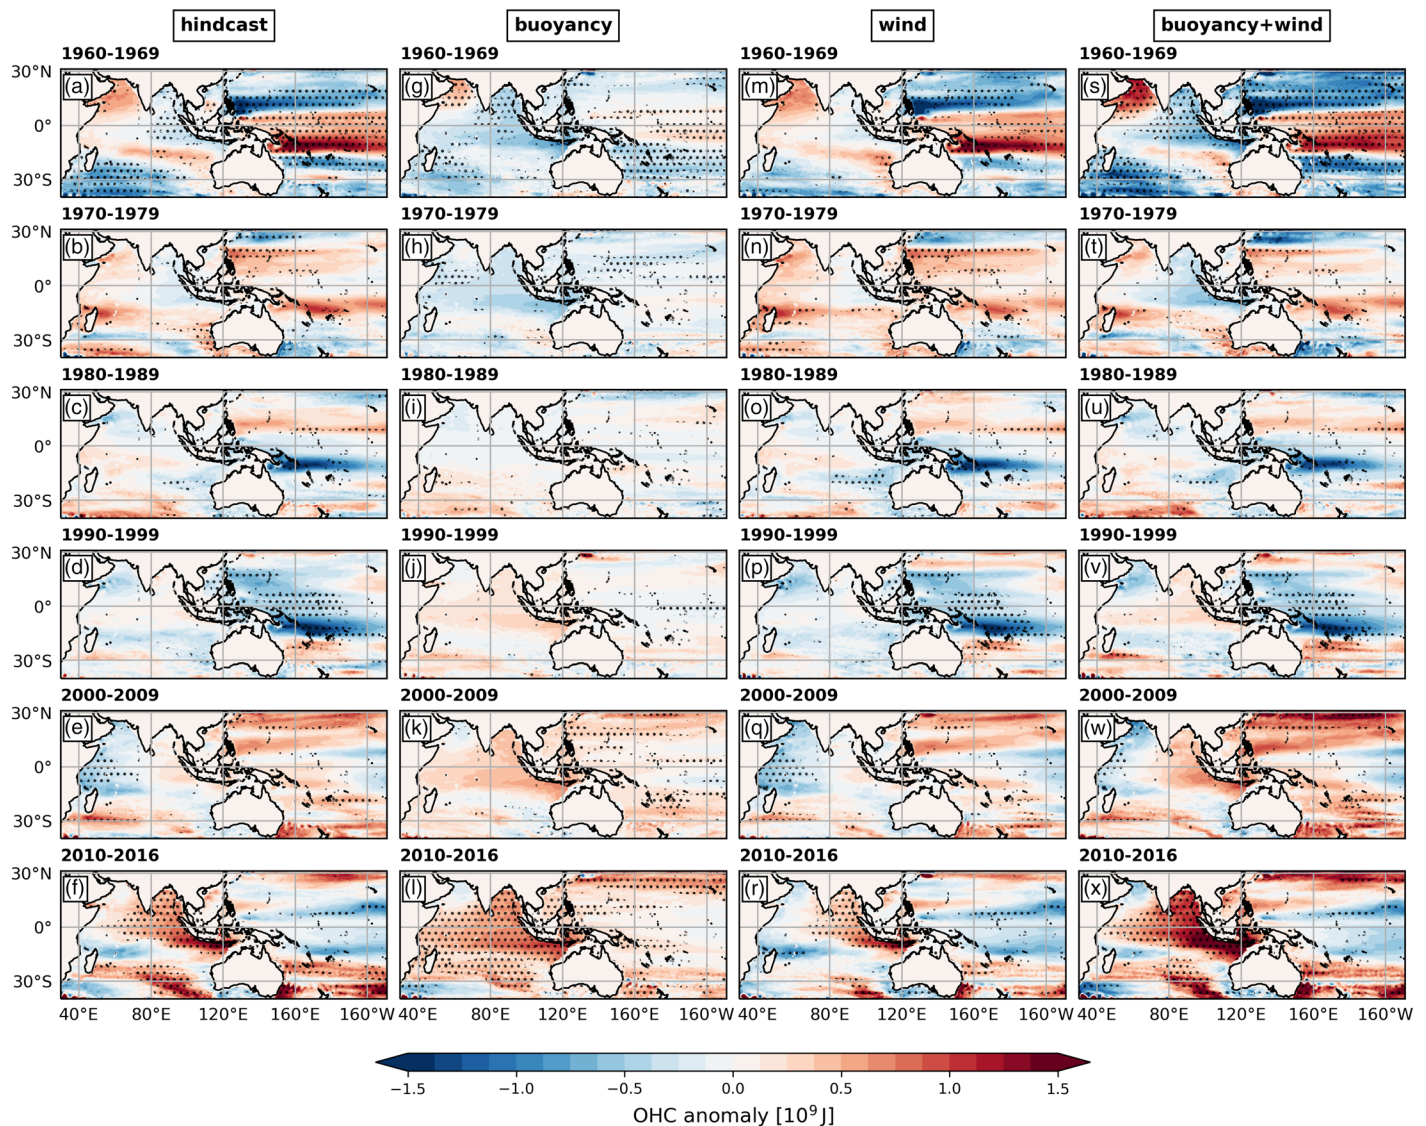 hindcast buoyancy wind buoyancy+wind
1960-1969 1960-1969 1960-1969 1960-1969
30°N (a) (g) (m) (s)
0°
30°S
1970-1979 1970-1979 1970-1979 1970-1979
30°N (b) (h) (n) (t)
0°
30°S
1980-1989 1980-1989 1980-1989 1980-1989
30°N (c) (i) (o) (u)
0°
30°S
1990-1999 1990-1999 1990-1999 1990-1999
30°N (d) (j) (p) (v)
0°
30°S
2000-2009 2000-2009 2000-2009 2000-2009
30°N (e) (k) (q) (w)
0°
30°S
2010-2016 2010-2016 2010-2016 2010-2016
30°N (f) (l) (r) (x)
0°
30°S
40°E 80°E 120°E 160°E 160°W 40°E 80°E 120°E 160°E 160°W 40°E 80°E 120°E 160°E 160°W 40°E 80°E 120°E 160°E 160°W
−1.5 −1.0 −0.5 0.0 0.5 1.0 1.5
OHC anomaly [10⁹ J]